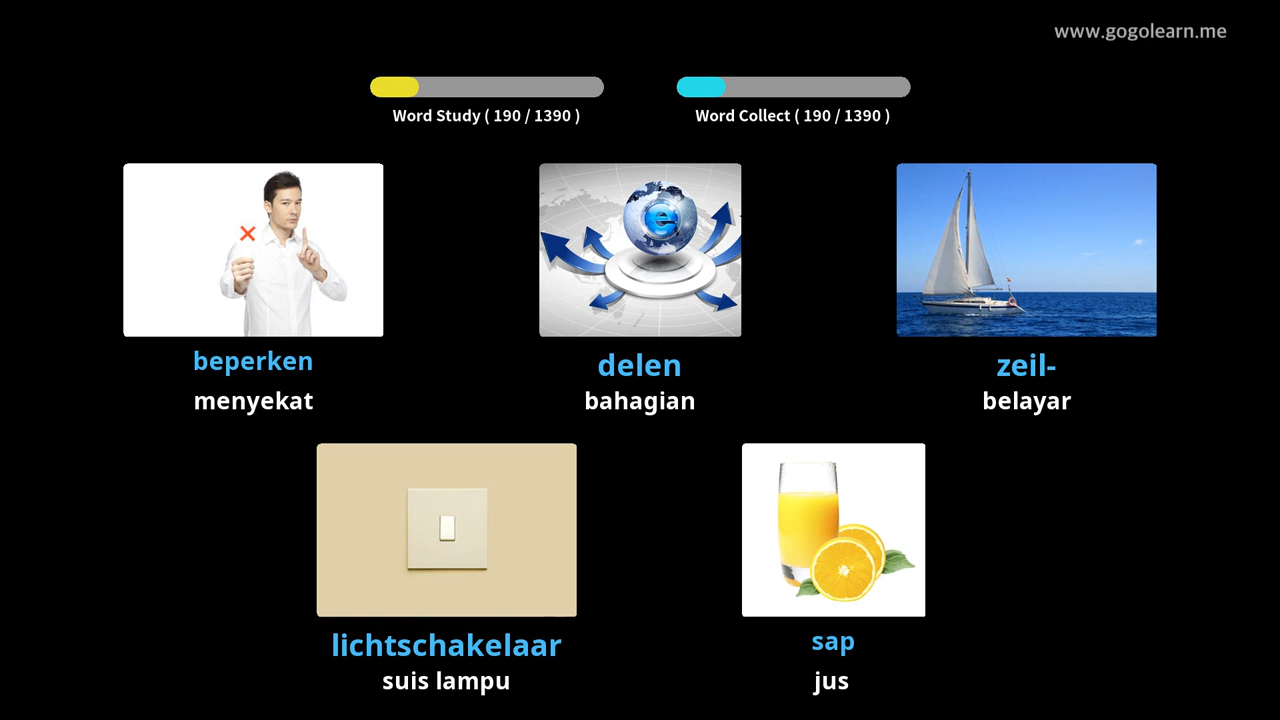 www.gogolearn.me
Word Study ( 190 / 1390 )
Word Collect ( 190 / 1390 )
beperken
menyekat
delen
bahagian
zeil-
belayar
lichtschakelaar
suis lampu
sap
jus